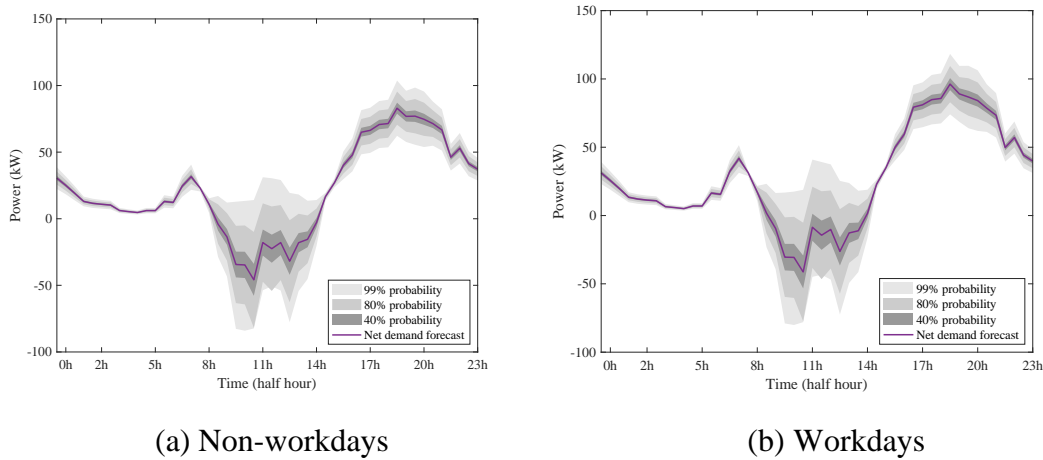 150
100
50
0
-50
-100
Power (kW)
0h 2h 5h 8h 11h 14h 17h 20h 23h
Time (half hour)
99% probability
80% probability
40% probability
Net demand forecast
(a) Non-workdays
150
100
50
0
-50
-100
Power (kW)
0h 2h 5h 8h 11h 14h 17h 20h 23h
Time (half hour)
99% probability
80% probability
40% probability
Net demand forecast
(b) Workdays